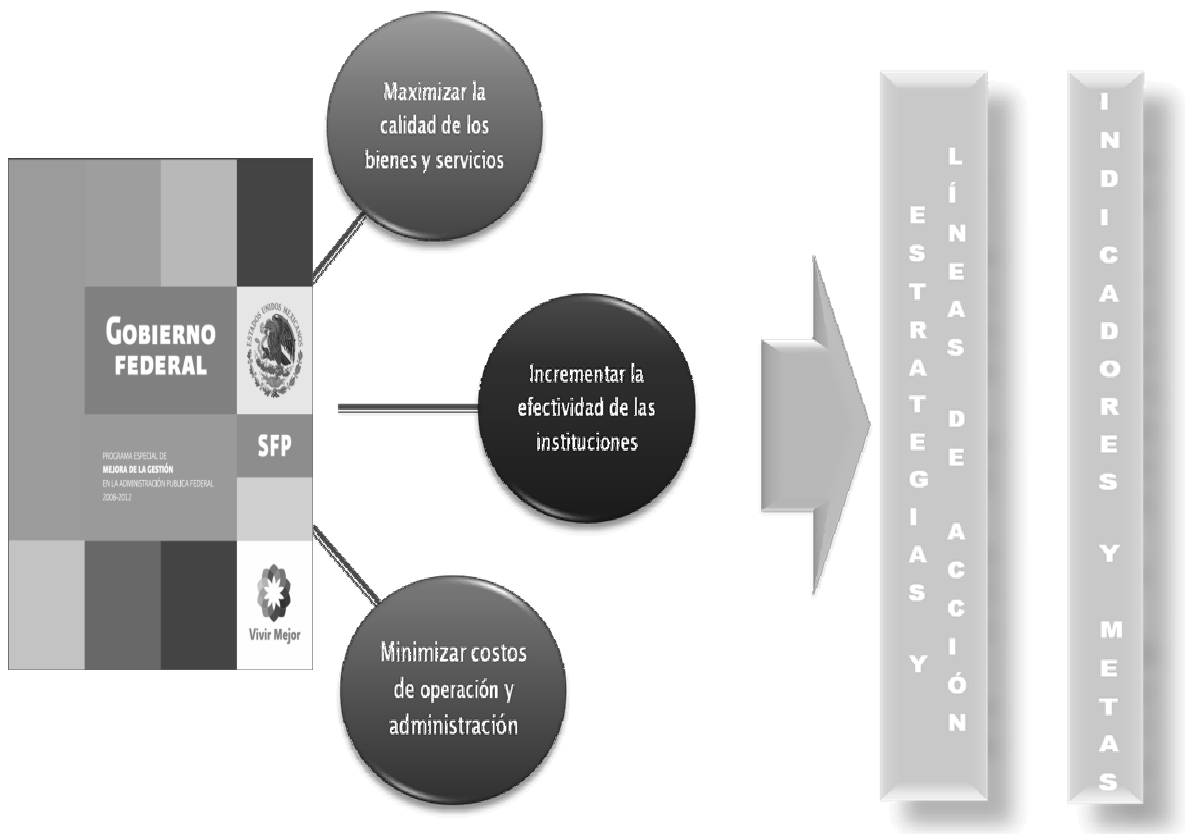 GOBIERNO
FEDERAL
ESTADOS UNIDOS MEXICANOS
SFP
PROGRAMA ESPECIAL DE
MEJORA DE LA GESTIÓN
EN LA ADMINISTRACIÓN PUBLICA FEDERAL
2008-2012
Vivir Mejor
Maximizar la
calidad de los
bienes y servicios
Incrementar la
efectividad de las
instituciones
Minimizar costos
de operación y
administración
ESTRATEGIAS Y
LÍNEAS DE ACCIÓN
INDICADORES Y METAS